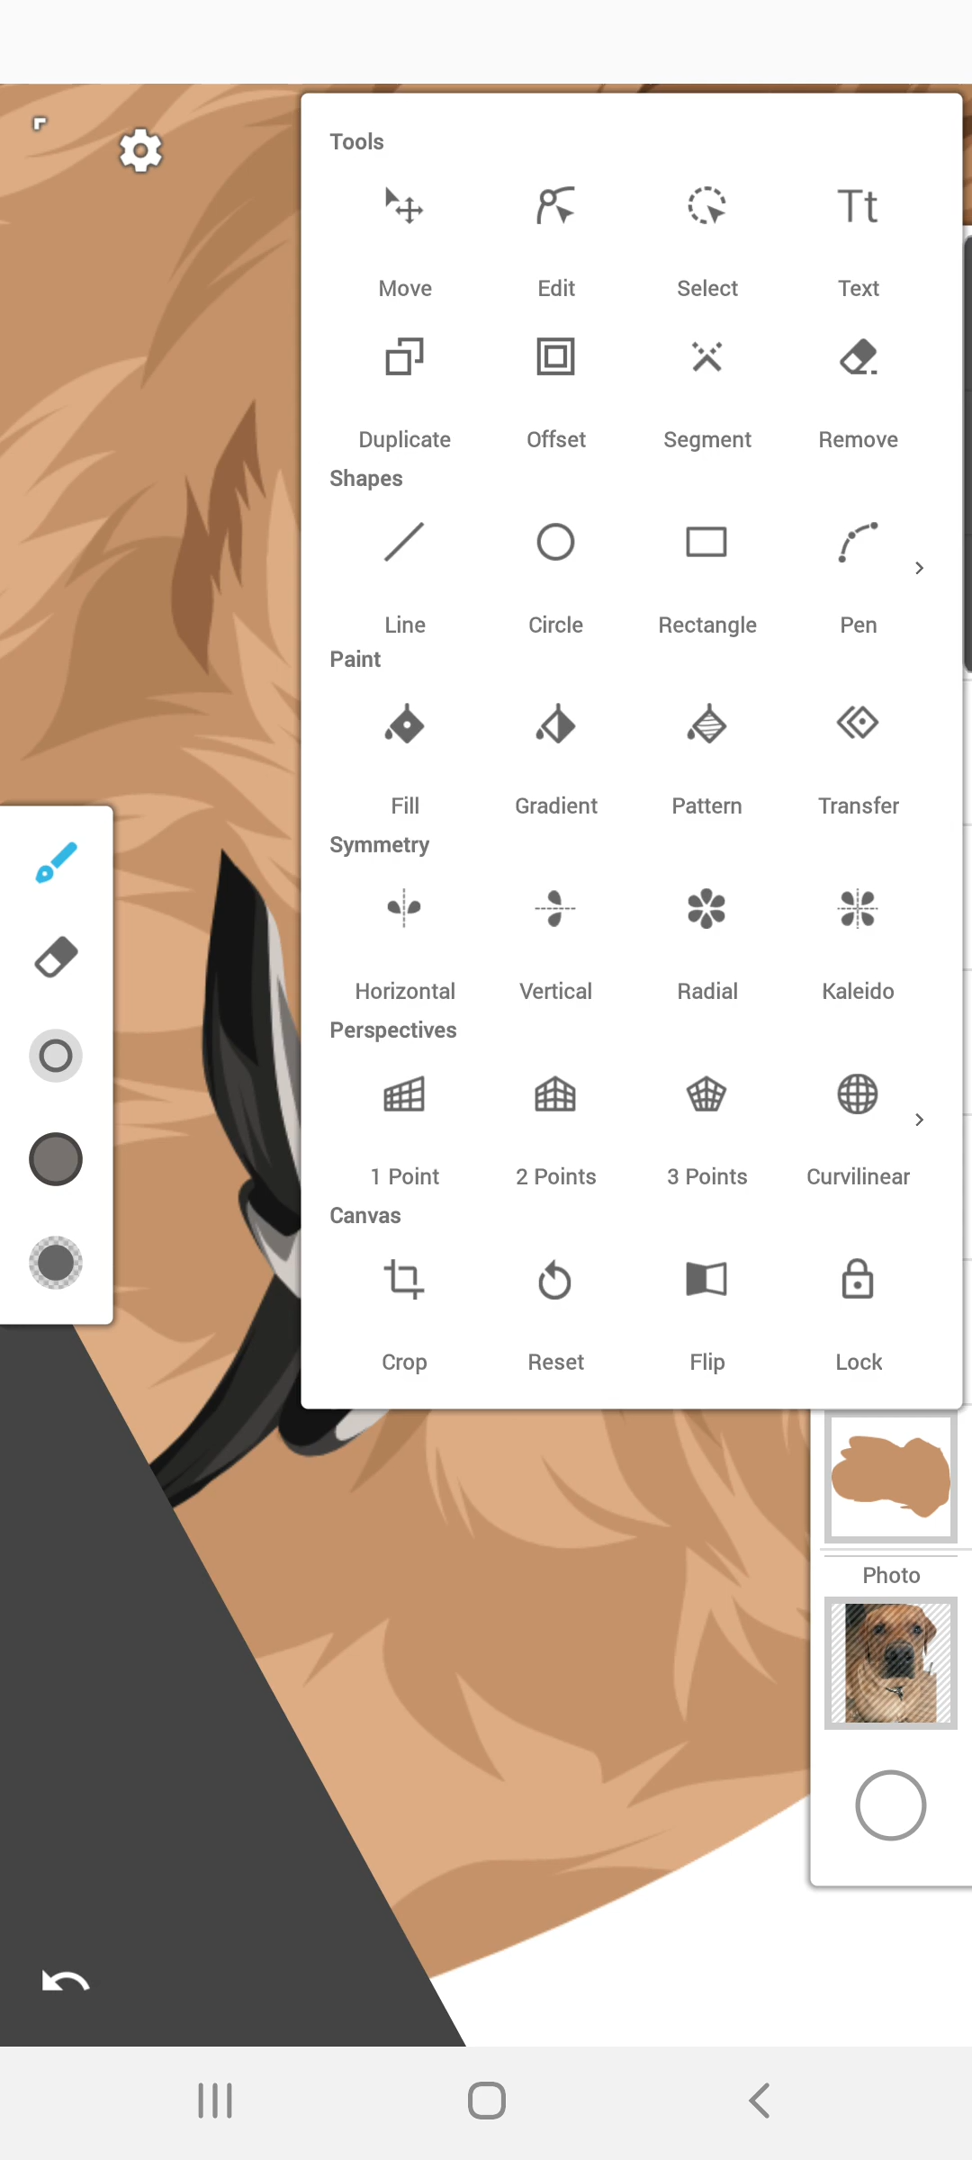 Tools
Move Edit Select Text
Duplicate Offset Segment Remove
Shapes
Line Circle Rectangle Pen
Paint
Fill Gradient Pattern Transfer
Symmetry
Horizontal Vertical Radial Kaleido
Perspectives
1 Point 2 Points 3 Points Curvilinear
Canvas
Crop Reset Flip Lock
Photo